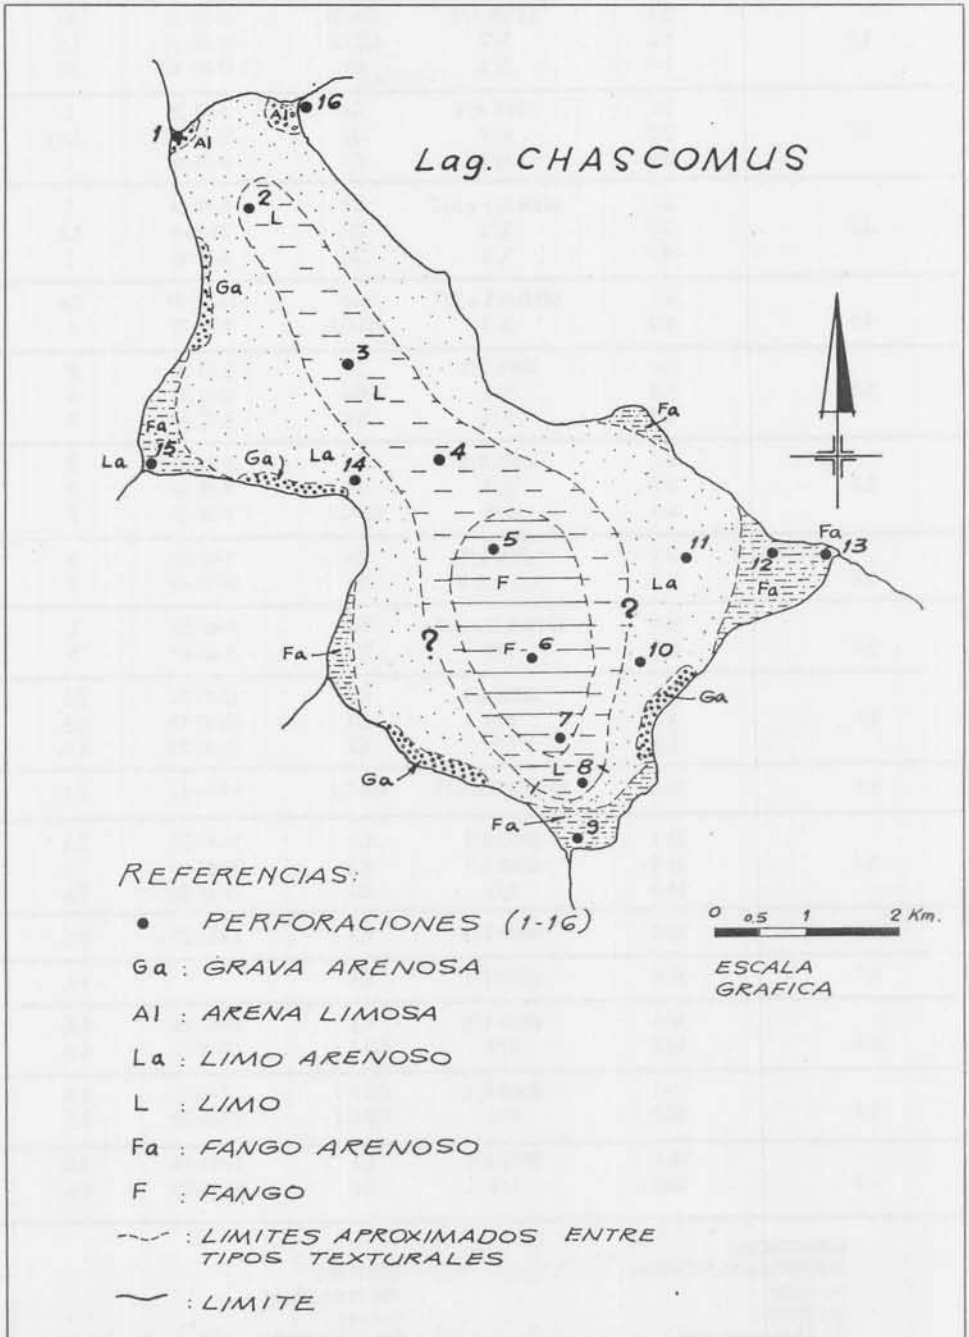 16
Al
1
Al
Lag. CHASCOMUS
2
L
Ga
3
L
Fa
Fa
15
La
Ga
La
14
4
5
F
11
La
Fa
12
13
Fa
?
?
Fa
F
6
10
Ga
7
L
8
Ga
Fa
9
REFERENCIAS:
PERFORACIONES (1-16)
0 0.5 1 2 Km.
ESCALA
GRAFICA
Ga : GRAVA ARENOSA
Al : ARENA LIMOSA
La : LIMO ARENOSO
L : LIMO
Fa : FANGO ARENOSO
F : FANGO
: LIMITES APROXIMADOS ENTRE
TIPOS TEXTURALES
: LIMITE